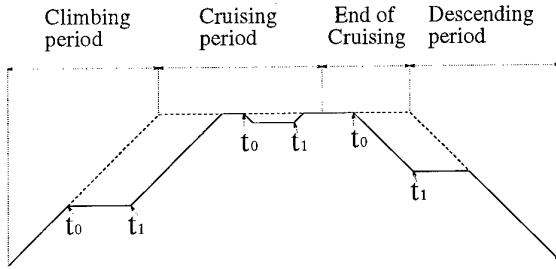 Climbing
period
Cruising
period
End of
Cruising
Descending
period
t0
t1
t0
t1
t0
t1